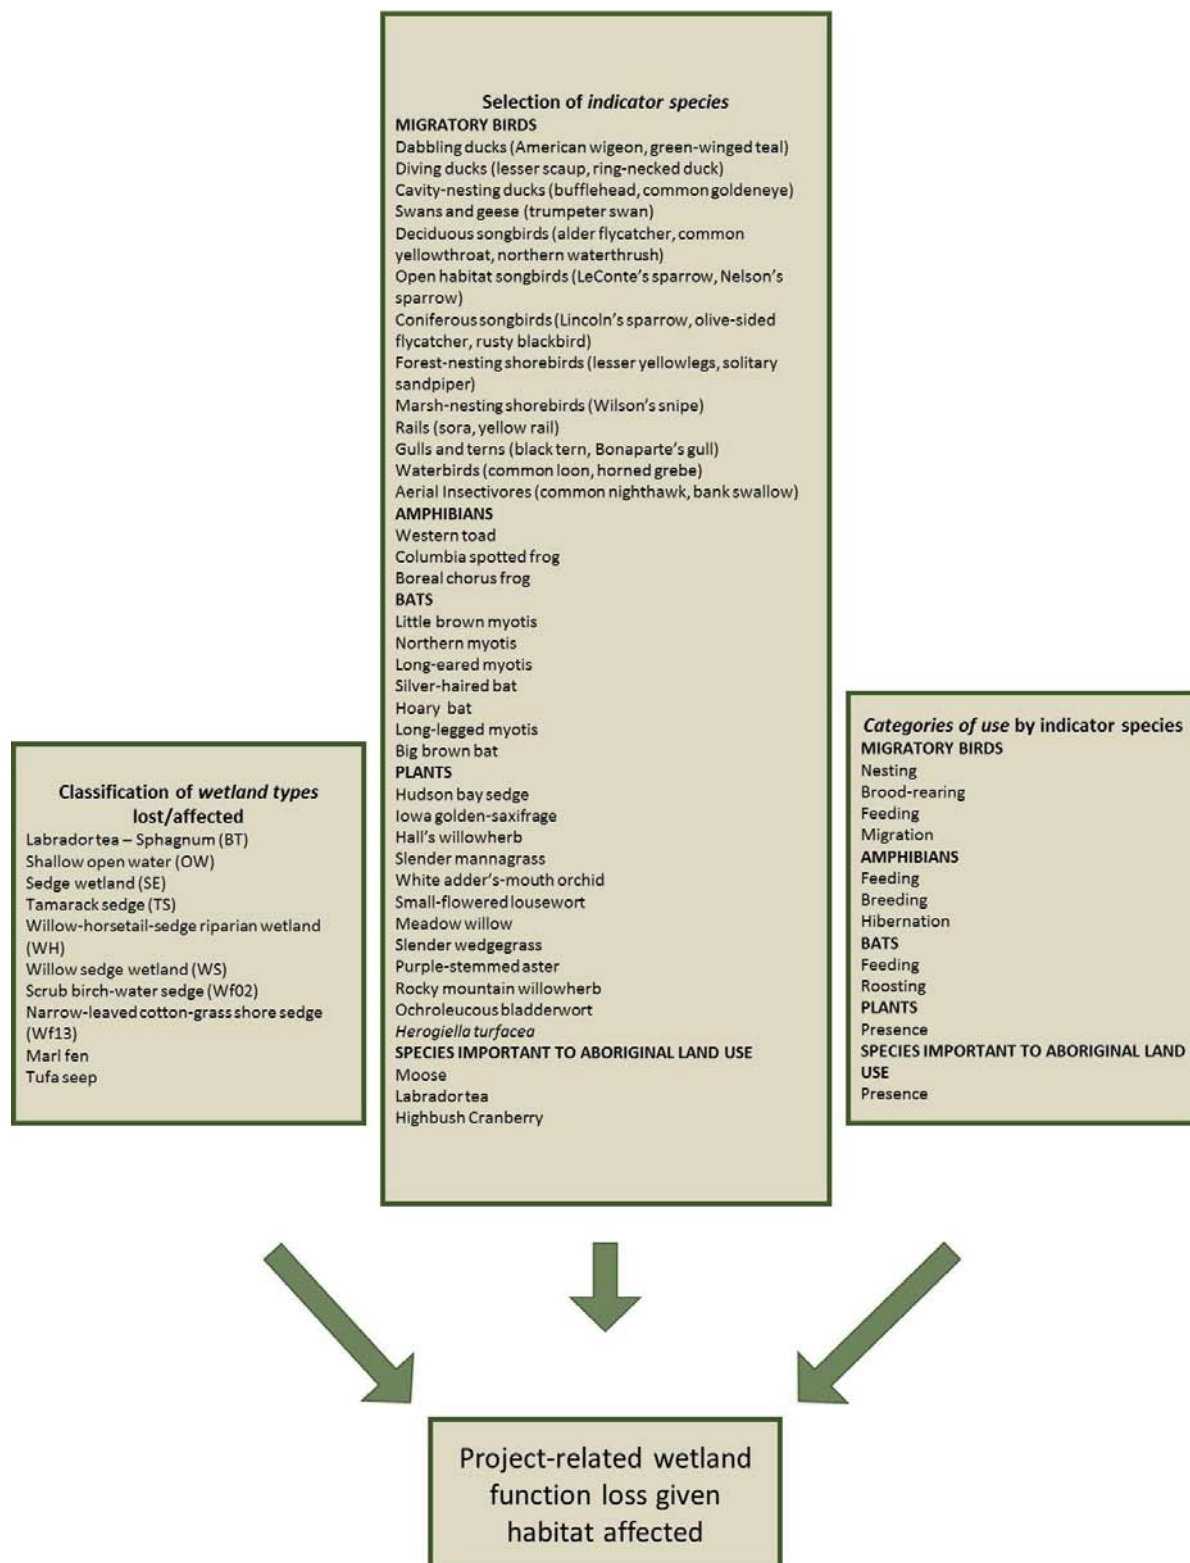 Selection of indicator species
MIGRATORY BIRDS
Dabbling ducks (American wigeon, green-winged teal)
Diving ducks (lesser scaup, ring-necked duck)
Cavity-nesting ducks (bufflehead, common goldeneye)
Swans and geese (trumpeter swan)
Deciduous songbirds (alder flycatcher, common
yellowthroat, northern waterthrush)
Open habitat songbirds (LeConte's sparrow, Nelson's
sparrow)
Coniferous songbirds (Lincoln's sparrow, olive-sided
flycatcher, rusty blackbird)
Forest-nesting shorebirds (lesser yellowlegs, solitary
sandpiper)
Marsh-nesting shorebirds (Wilson's snipe)
Rails (sora, yellow rail)
Gulls and terns (black tern, Bonaparte's gull)
Waterbirds (common loon, horned grebe)
Aerial Insectivores (common nighthawk, bank swallow)
AMPHIBIANS
Western toad
Columbia spotted frog
Boreal chorus frog
BATS
Little brown myotis
Northern myotis
Long-eared myotis
Silver-haired bat
Hoary bat
Long-legged myotis
Big brown bat
PLANTS
Hudson bay sedge
Iowa golden-saxifrage
Hall's willowherb
Slender mannagrass
White adder's-mouth orchid
Small-flowered lousewort
Meadow willow
Slender wedgegrass
Purple-stemmed aster
Rocky mountain willowherb
Ochroleucous bladderwort
Herogiella turfacea
SPECIES IMPORTANT TO ABORIGINAL LAND USE
Moose
Labrador tea
Highbush Cranberry
Classification of wetland types
lost/affected
Labrador tea – Sphagnum (BT)
Shallow open water (OW)
Sedge wetland (SE)
Tamarack sedge (TS)
Willow-horsetail-sedge riparian wetland
(WH)
Willow sedge wetland (WS)
Scrub birch-water sedge (Wf02)
Narrow-leaved cotton-grass shore sedge
(Wf13)
Marl fen
Tufa seep
Categories of use by indicator species
MIGRATORY BIRDS
Nesting
Brood-rearing
Feeding
Migration
AMPHIBIANS
Feeding
Breeding
Hibernation
BATS
Feeding
Roosting
PLANTS
Presence
SPECIES IMPORTANT TO ABORIGINAL LAND
USE
Presence
Project-related wetland
function loss given
habitat affected